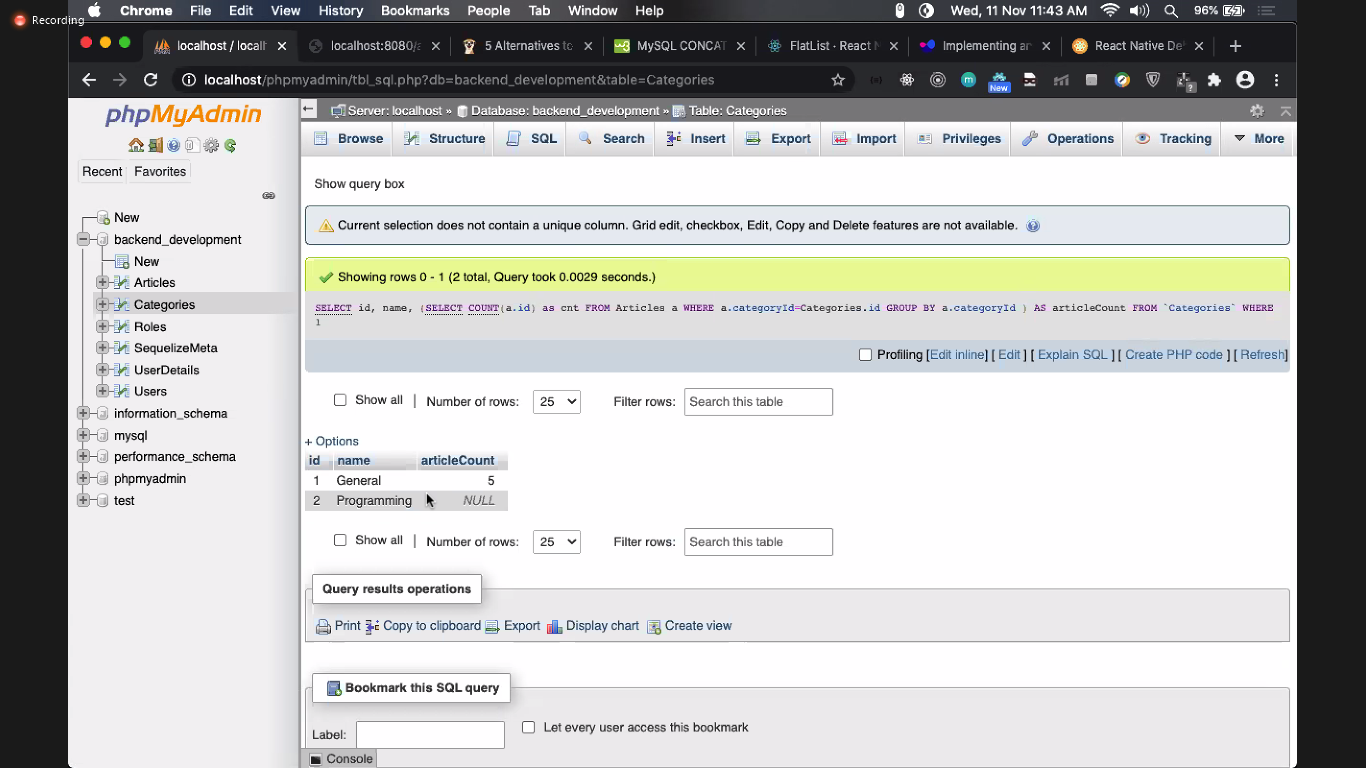 Recording
Chrome File Edit View History Bookmarks People Tab Window Help Wed, 11 Nov 11:43 AM 96%
localhost / localh localhost:8080/a 5 Alternatives to MySQL CONCAT FlatList · React N Implementing an React Native De
localhost/phpmyadmin/tbl_sql.php?db=backend_development&table=Categories
New
phpMyAdmin
Recent Favorites
New
backend_development
New
Articles
Categories
Roles
SequelizeMeta
UserDetails
Users
information_schema
mysql
performance_schema
phpmyadmin
test
Server: localhost » Database: backend_development » Table: Categories
Browse Structure SQL Search Insert Export Import Privileges Operations Tracking More
Show query box
Current selection does not contain a unique column. Grid edit, checkbox, Edit, Copy and Delete features are not available.
Showing rows 0 - 1 (2 total, Query took 0.0029 seconds.)
SELECT id, name, (SELECT COUNT(a.id) as cnt FROM Articles a WHERE a.categoryId=Categories.id GROUP BY a.categoryId ) AS articleCount FROM `Categories` WHERE
1
Profiling [Edit inline] [ Edit ] [ Explain SQL ] [ Create PHP code ] [ Refresh]
Show all | Number of rows: 25 Filter rows: Search this table
+ Options
id name articleCount
1 General 5
2 Programming NULL
Show all | Number of rows: 25 Filter rows: Search this table
Query results operations
Print Copy to clipboard Export Display chart Create view
Bookmark this SQL query
Label: Let every user access this bookmark
Console